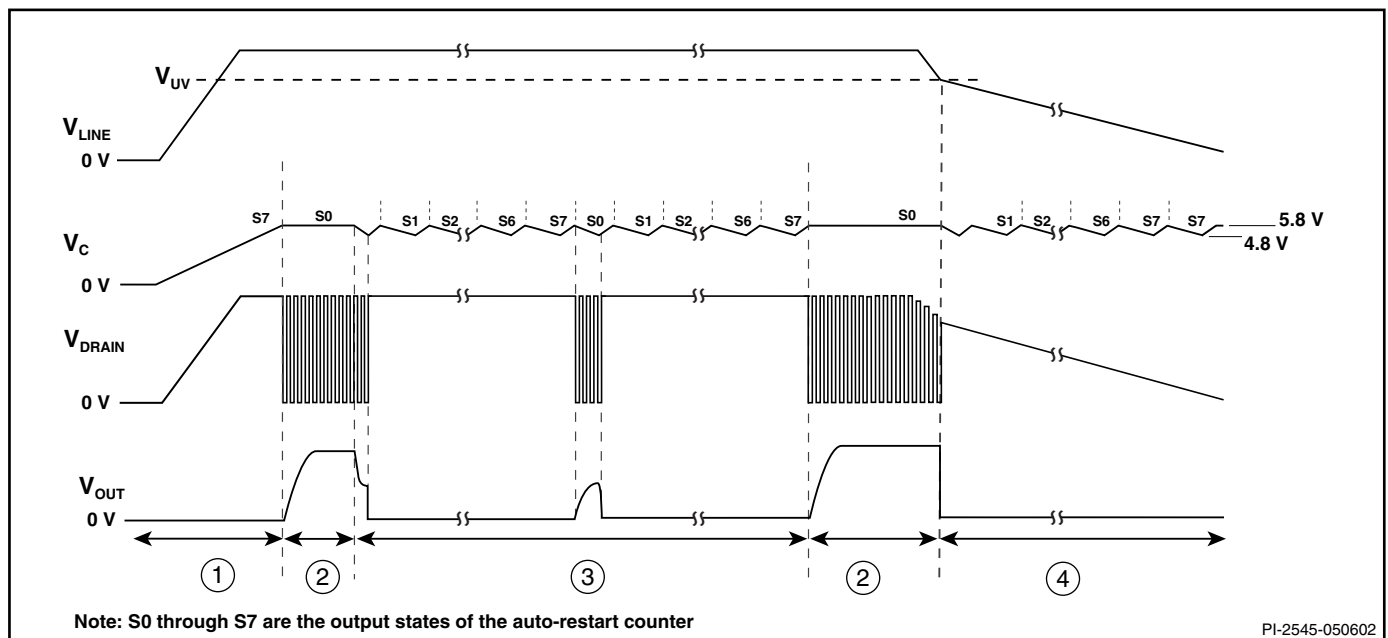 V_UV
V_LINE
0 V
S7 S0 S1 S2 S6 S7 S0 S1 S2 S6 S7 S0 S1 S2 S6 S7 S7
5.8 V
4.8 V
V_C
0 V
V_DRAIN
0 V
V_OUT
0 V
1 2 3 2 4
Note: S0 through S7 are the output states of the auto-restart counter
PI-2545-050602